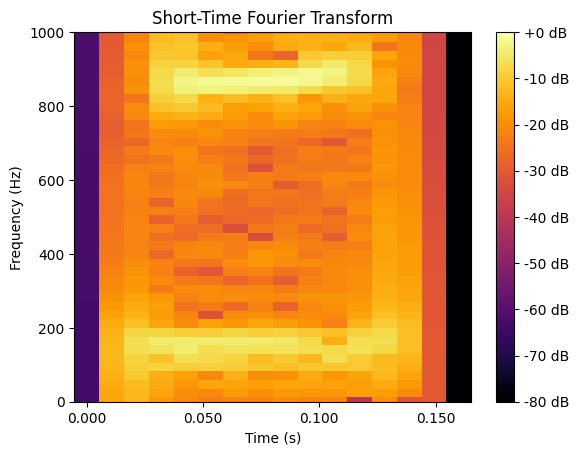 Short-Time Fourier Transform
1000
800
600
400
200
0
Frequency (Hz)
0.000
0.050
0.100
0.150
Time (s)
+0 dB
-10 dB
-20 dB
-30 dB
-40 dB
-50 dB
-60 dB
-70 dB
-80 dB